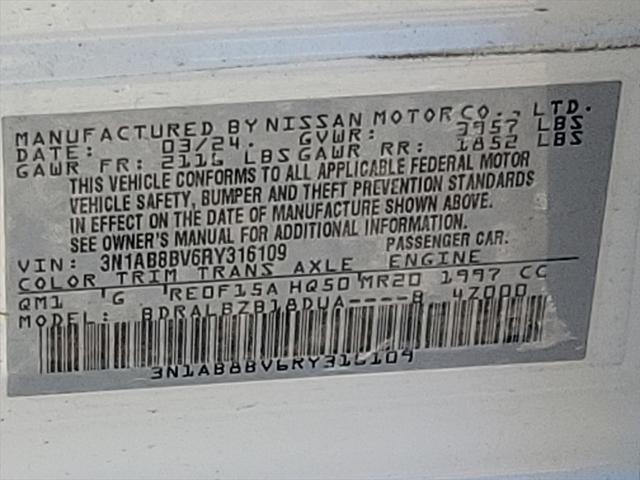 MANUFACTURED BY NISSAN MOTOR CO., LTD.
DATE: 03/24. GVWR: 3957 LBS
GAWR FR: 2116 LBS GAWR RR: 1852 LBS
THIS VEHICLE CONFORMS TO ALL APPLICABLE FEDERAL MOTOR
VEHICLE SAFETY, BUMPER AND THEFT PREVENTION STANDARDS
IN EFFECT ON THE DATE OF MANUFACTURE SHOWN ABOVE.
SEE OWNER'S MANUAL FOR ADDITIONAL INFORMATION.
VIN: 3N1AB8BV6RY316109 PASSENGER CAR.
COLOR TRIM TRANS AXLE ENGINE
QM1 G RE0F15A HQ50 MR20 1997 CC
MODEL: BDRALBZB18DUA----B 4Z000
3N1AB8BV6RY316109